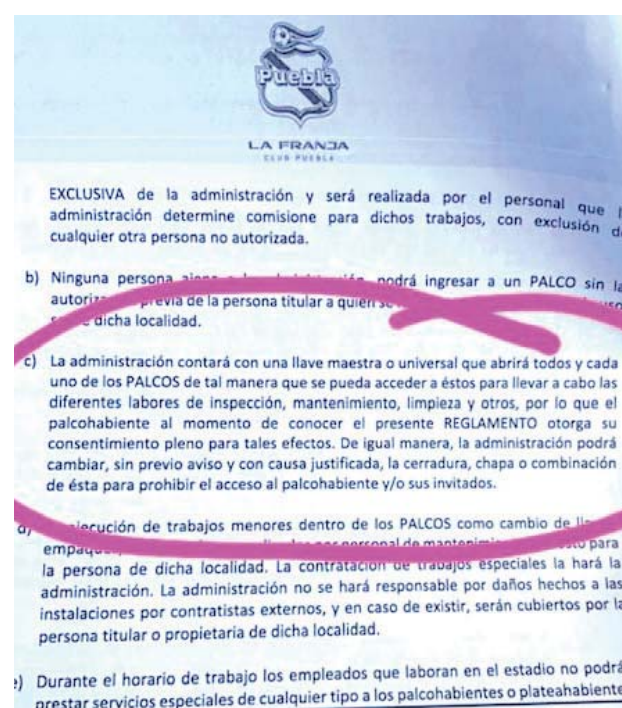 Puebla
LA FRANJA
CLUB PUEBLA
EXCLUSIVA de la administración y será realizada por el personal que
administración determine comisione para dichos trabajos, con exclusión
cualquier otra persona no autorizada.
b) Ninguna persona podrá ingresar a un PALCO sin
previa de la persona titular a quien
dicha localidad.
c) La administración contará con una llave maestra o universal que abrirá todos y cada
uno de los PALCOS de tal manera que se pueda acceder a éstos para llevar a cabo las
diferentes labores de inspección, mantenimiento, limpieza y otros, por lo que el
palcohabiente al momento de conocer el presente REGLAMENTO otorga su
consentimiento pleno para tales efectos. De igual manera, la administración podrá
cambiar, sin previo aviso y con causa justificada, la cerradura, chapa o combinación
de ésta para prohibir el acceso al palcohabiente y/o sus invitados.
ejecución de trabajos menores dentro de los PALCOS como cambio de
personal de para
la persona de dicha localidad. La contratación de trabajos especiales la hará la
administración. La administración no se hará responsable por daños hechos a las
instalaciones por contratistas externos, y en caso de existir, serán cubiertos por la
persona titular o propietaria de dicha localidad.
e) Durante el horario de trabajo los empleados que laboran en el estadio no
prestar servicios especiales de cualquier tipo a los palcohabientes o